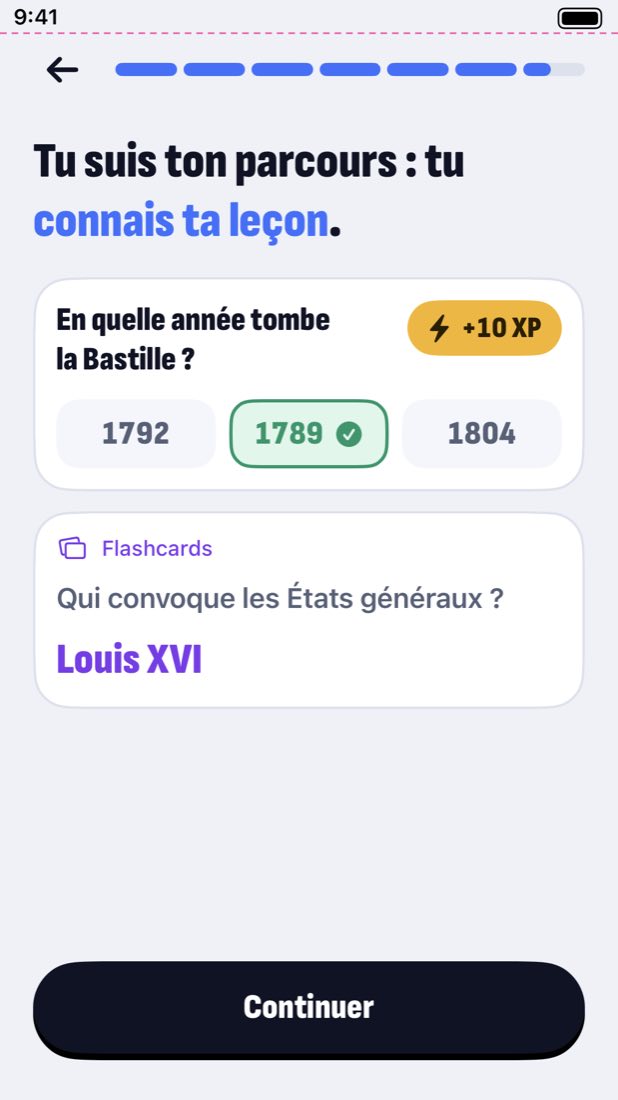 9:41
Tu suis ton parcours : tu
connais ta leçon.
En quelle année tombe
la Bastille ?
+10 XP
1792
1789
1804
Flashcards
Qui convoque les États généraux ?
Louis XVI
Continuer